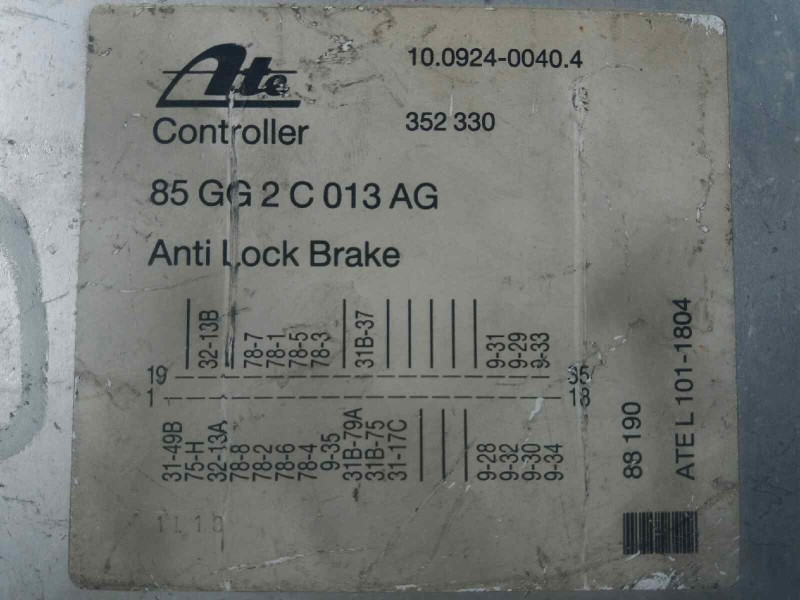 Ate
10.0924-0040.4
Controller
352 330
85 GG 2 C 013 AG
Anti Lock Brake
32-13B 78-7 78-1 78-5 78-3 31B-37 9-31 9-29 9-33
19 35
1 18
31-49B 75-H 32-13A 78-8 78-2 78-6 78-4 9-35 31B-79A 31B-75 31-17C 9-28 9-32 9-30 9-34
88 190
ATE L 101-1804